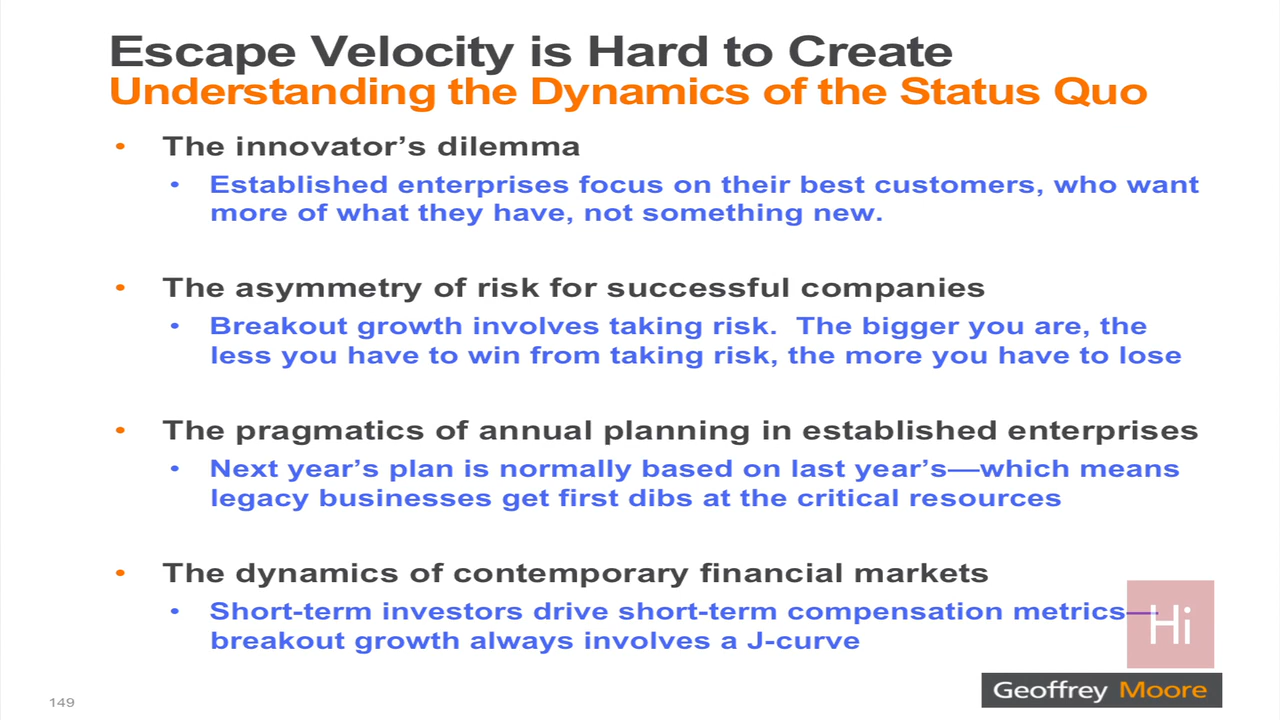 Escape Velocity is Hard to Create
Understanding the Dynamics of the Status Quo
• The innovator’s dilemma
• Established enterprises focus on their best customers, who want
more of what they have, not something new.
• The asymmetry of risk for successful companies
• Breakout growth involves taking risk.  The bigger you are, the
less you have to win from taking risk, the more you have to lose
• The pragmatics of annual planning in established enterprises
• Next year’s plan is normally based on last year’s—which means
legacy businesses get first dibs at the critical resources
• The dynamics of contemporary financial markets
• Short-term investors drive short-term compensation metrics—
breakout growth always involves a J-curve
Hi
Geoffrey Moore
149